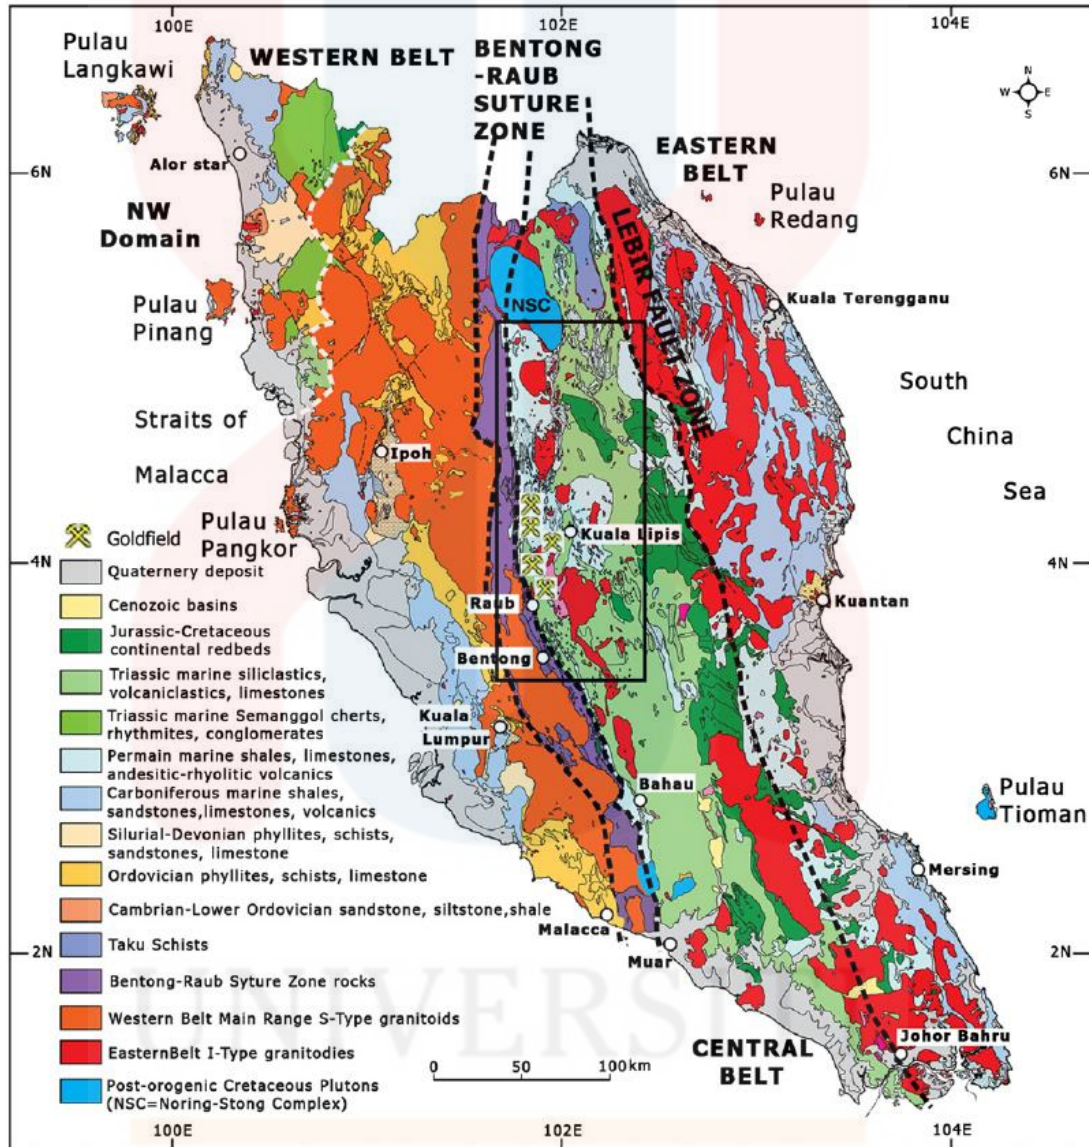 100E
102E
104E
Pulau
Langkawi
WESTERN BELT
BENTONG
-RAUB
SUTURE
ZONE
N
W
E
S
Alor star
EASTERN
BELT
6N
6N
Pulau
Redang
NW
Domain
LEBIR FAULT ZONE
NSC
Kuala Terengganu
Pulau
Pinang
South
China
Sea
Straits of
Malacca
Ipoh
Pulau
Pangkor
Kuala Lipis
4N
4N
Raub
Kuantan
Bentong
Kuala
Lumpur
Bahau
Pulau
Tioman
Mersing
Malacca
Muar
2N
2N
Johor Bahru
CENTRAL
BELT
Goldfield
Quaternery deposit
Cenozoic basins
Jurassic-Cretaceous
continental redbeds
Triassic marine siliclastics,
volcaniclastics, limestones
Triassic marine Semanggol cherts,
rhythmites, conglomerates
Permain marine shales, limestones,
andesitic-rhyolitic volcanics
Carboniferous marine shales,
sandstones,limestones, volcanics
Silurial-Devonian phyllites, schists,
sandstones, limestone
Ordovician phyllites, schists, limestone
Cambrian-Lower Ordovician sandstone, siltstone,shale
Taku Schists
Bentong-Raub Syture Zone rocks
Western Belt Main Range S-Type granitoids
EasternBelt I-Type granitodies
Post-orogenic Cretaceous Plutons
(NSC=Noring-Stong Complex)
0 50 100km
UNIVERSI
100E
102E
104E